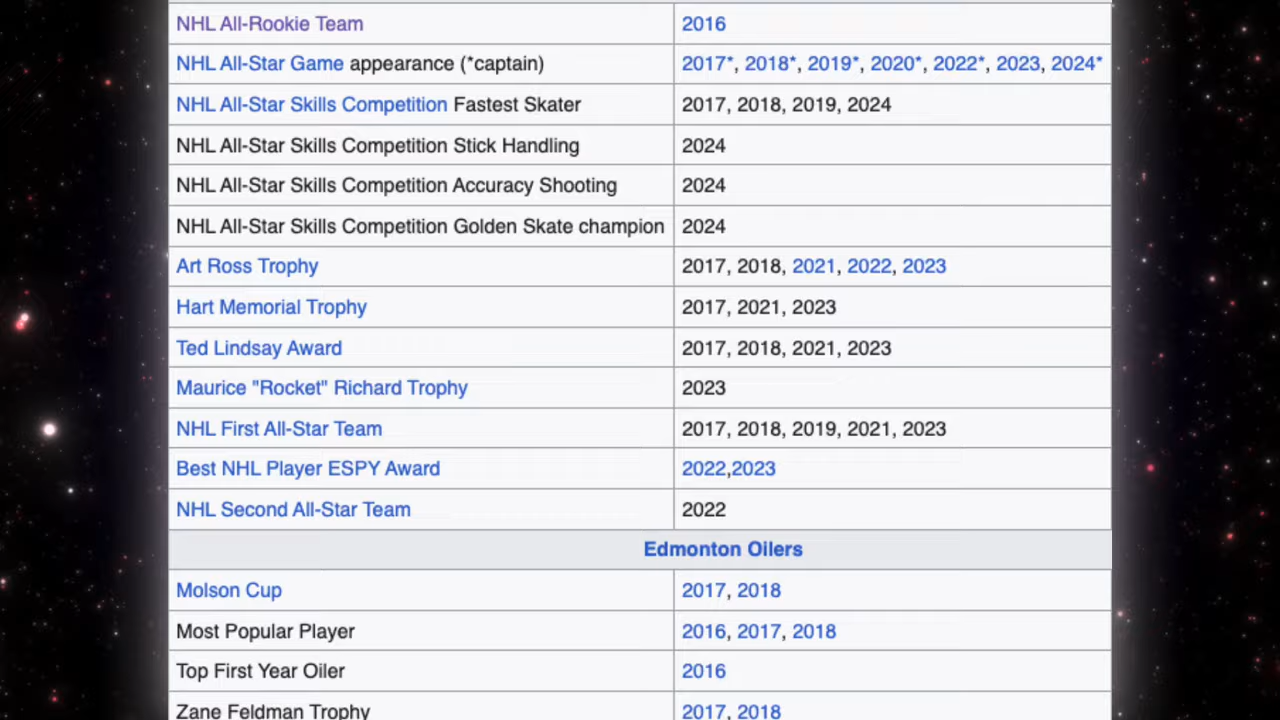 NHL All-Rookie Team 2016
NHL All-Star Game appearance (*captain) 2017*, 2018*, 2019*, 2020*, 2022*, 2023, 2024*
NHL All-Star Skills Competition Fastest Skater 2017, 2018, 2019, 2024
NHL All-Star Skills Competition Stick Handling 2024
NHL All-Star Skills Competition Accuracy Shooting 2024
NHL All-Star Skills Competition Golden Skate champion 2024
Art Ross Trophy 2017, 2018, 2021, 2022, 2023
Hart Memorial Trophy 2017, 2021, 2023
Ted Lindsay Award 2017, 2018, 2021, 2023
Maurice "Rocket" Richard Trophy 2023
NHL First All-Star Team 2017, 2018, 2019, 2021, 2023
Best NHL Player ESPY Award 2022,2023
NHL Second All-Star Team 2022
Edmonton Oilers
Molson Cup 2017, 2018
Most Popular Player 2016, 2017, 2018
Top First Year Oiler 2016
Zane Feldman Trophy 2017, 2018